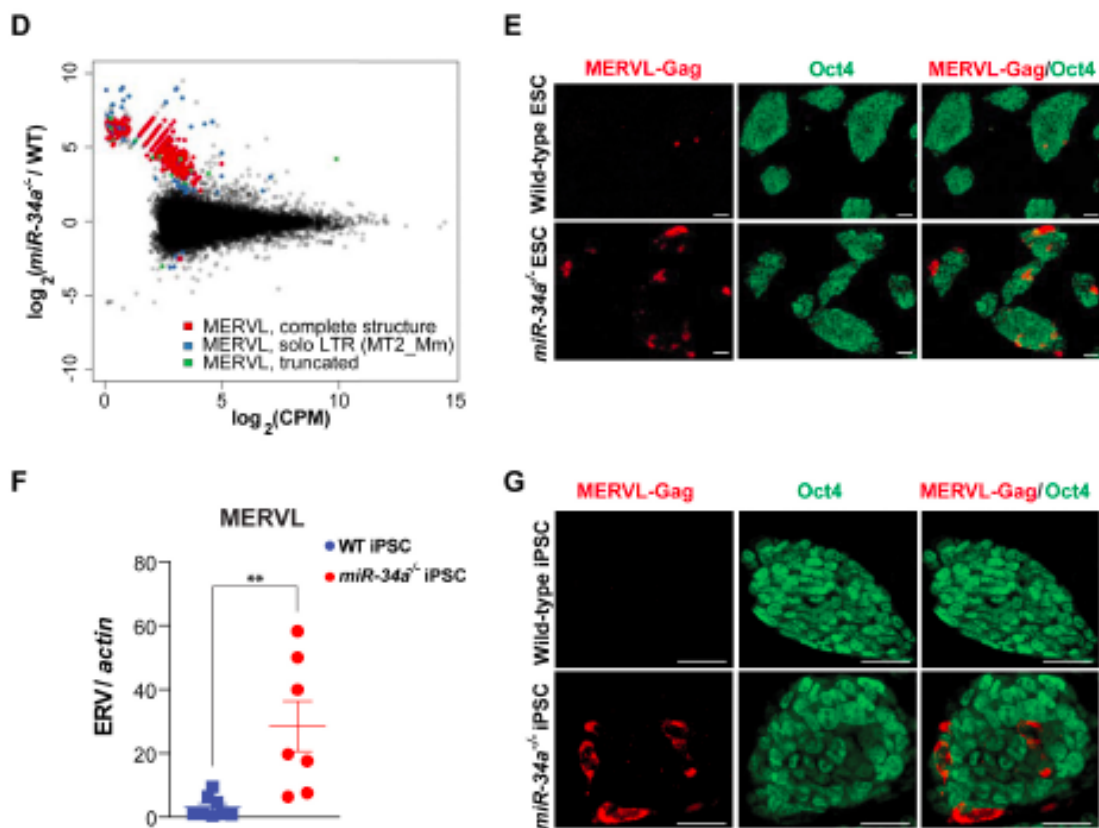 D
log2(miR-34a-/-/ WT)
10
5
0
-5
-10
MERVL, complete structure
MERVL, solo LTR (MT2_Mm)
MERVL, truncated
0
5
10
15
log2(CPM)
E
MERVL-Gag
Oct4
MERVL-Gag/Oct4
Wild-type ESC
miR-34a-/- ESC
F
MERVL
WT iPSC
miR-34a-/- iPSC
**
ERV/ actin
80
60
40
20
0
G
MERVL-Gag
Oct4
MERVL-Gag/Oct4
Wild-type iPSC
miR-34a-/- iPSC